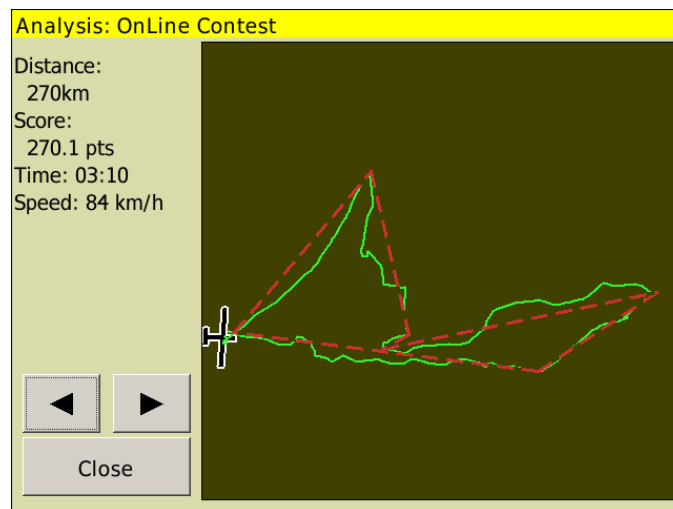 Analysis: OnLine Contest
Distance:
270km
Score:
270.1 pts
Time: 03:10
Speed: 84 km/h
Close